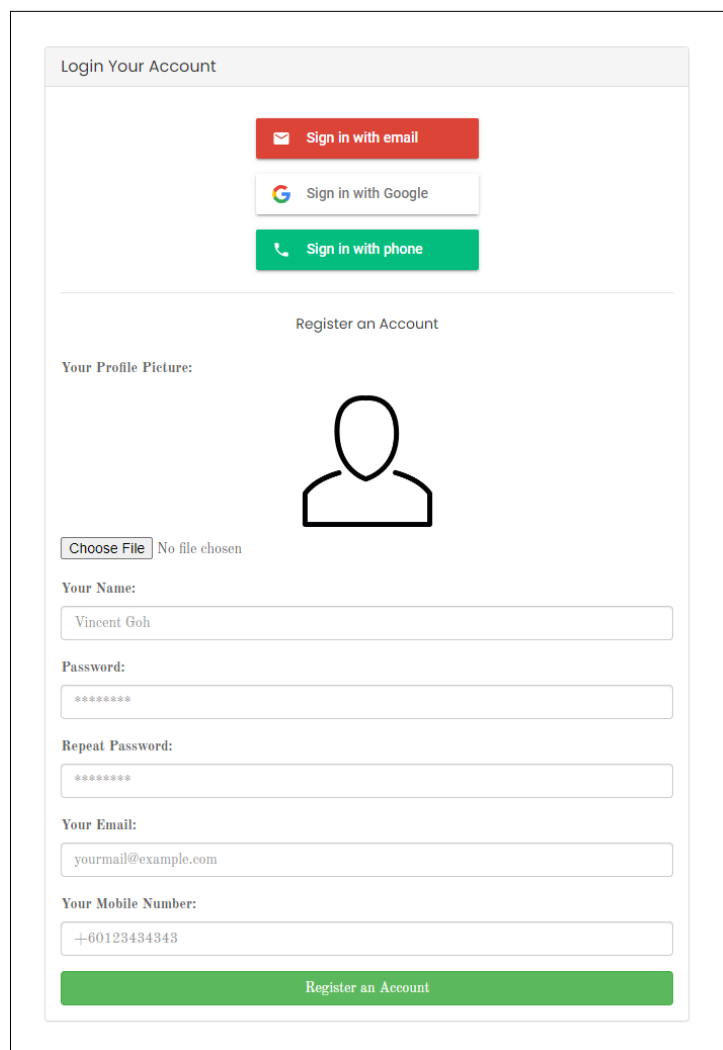 Login Your Account
Sign in with email
Sign in with Google
Sign in with phone
Register an Account
Your Profile Picture:
Choose File No file chosen
Your Name:
Vincent Goh
Password:
********
Repeat Password:
********
Your Email:
yourmail@example.com
Your Mobile Number:
+60123434343
Register an Account